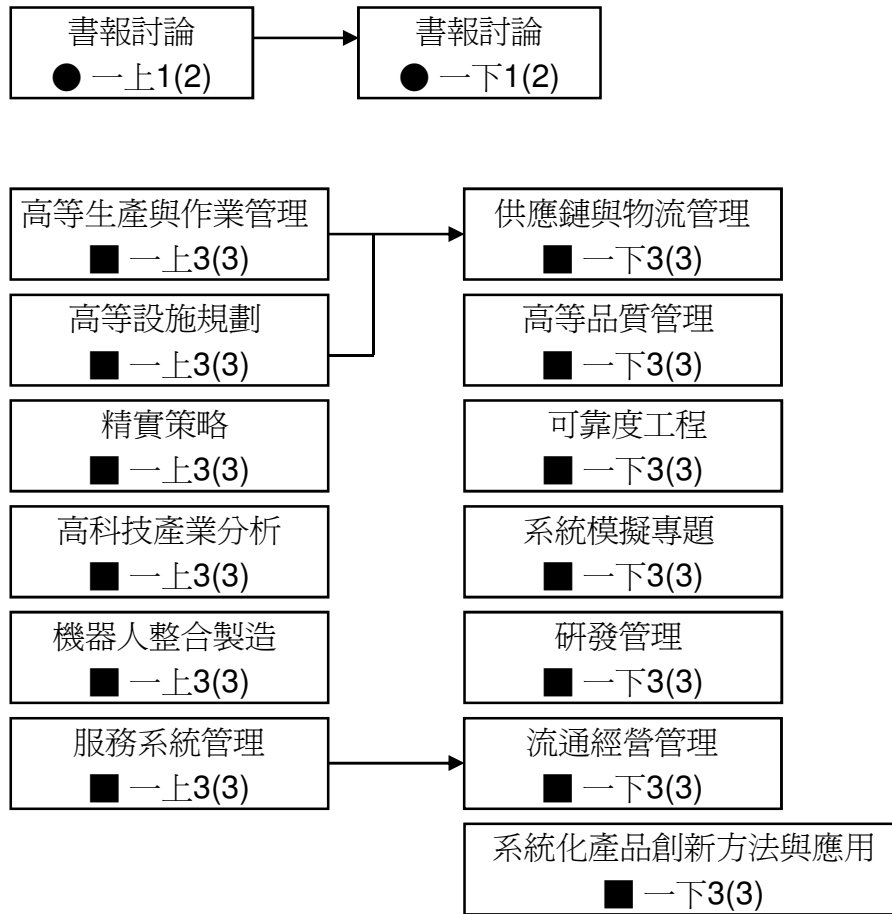 書報討論
● 一上1(2)
書報討論
● 一下1(2)
高等生產與作業管理
■ 一上3(3)
供應鏈與物流管理
■ 一下3(3)
高等設施規劃
■ 一上3(3)
高等品質管理
■ 一下3(3)
精實策略
■ 一上3(3)
可靠度工程
■ 一下3(3)
高科技產業分析
■ 一上3(3)
系統模擬專題
■ 一下3(3)
機器人整合製造
■ 一上3(3)
研發管理
■ 一下3(3)
服務系統管理
■ 一上3(3)
流通經營管理
■ 一下3(3)
系統化產品創新方法與應用
■ 一下3(3)